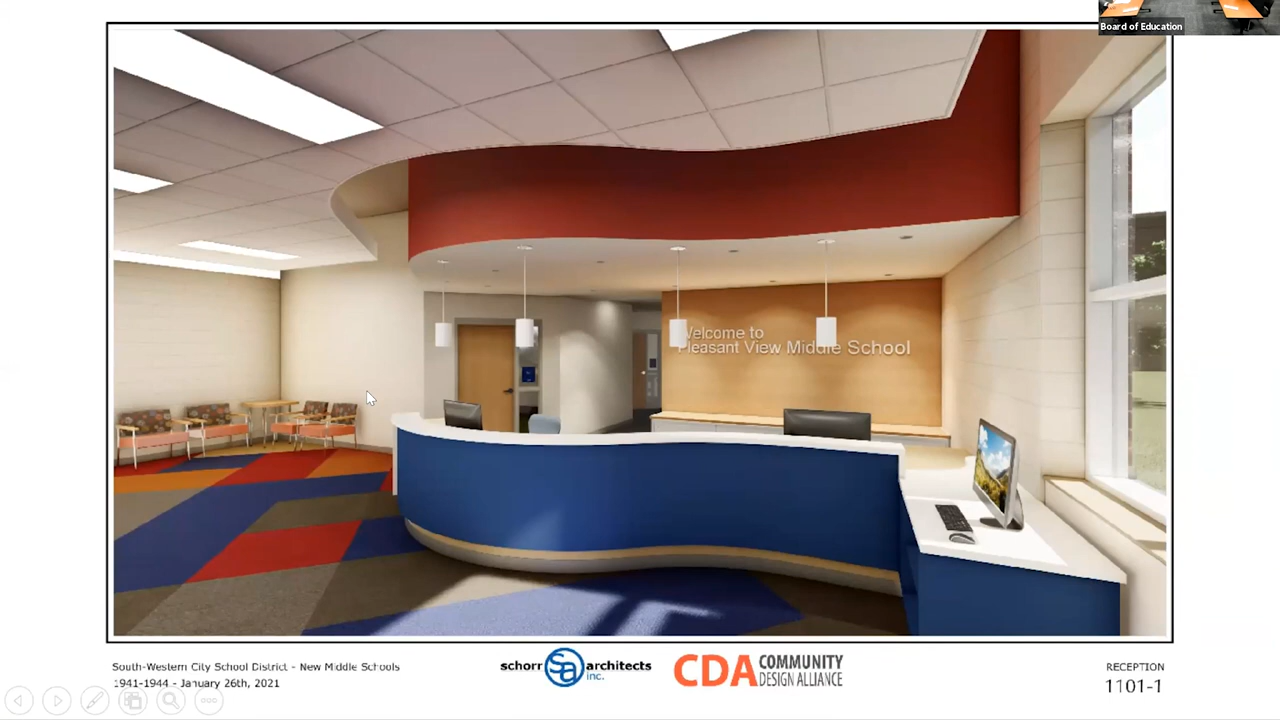 Board of Education
Welcome to
Pleasant View Middle School
South-Western City School District - New Middle Schools
1941-1944 - January 26th, 2021
schorr sa architects inc.
CDA COMMUNITY DESIGN ALLIANCE
RECEPTION
1101-1